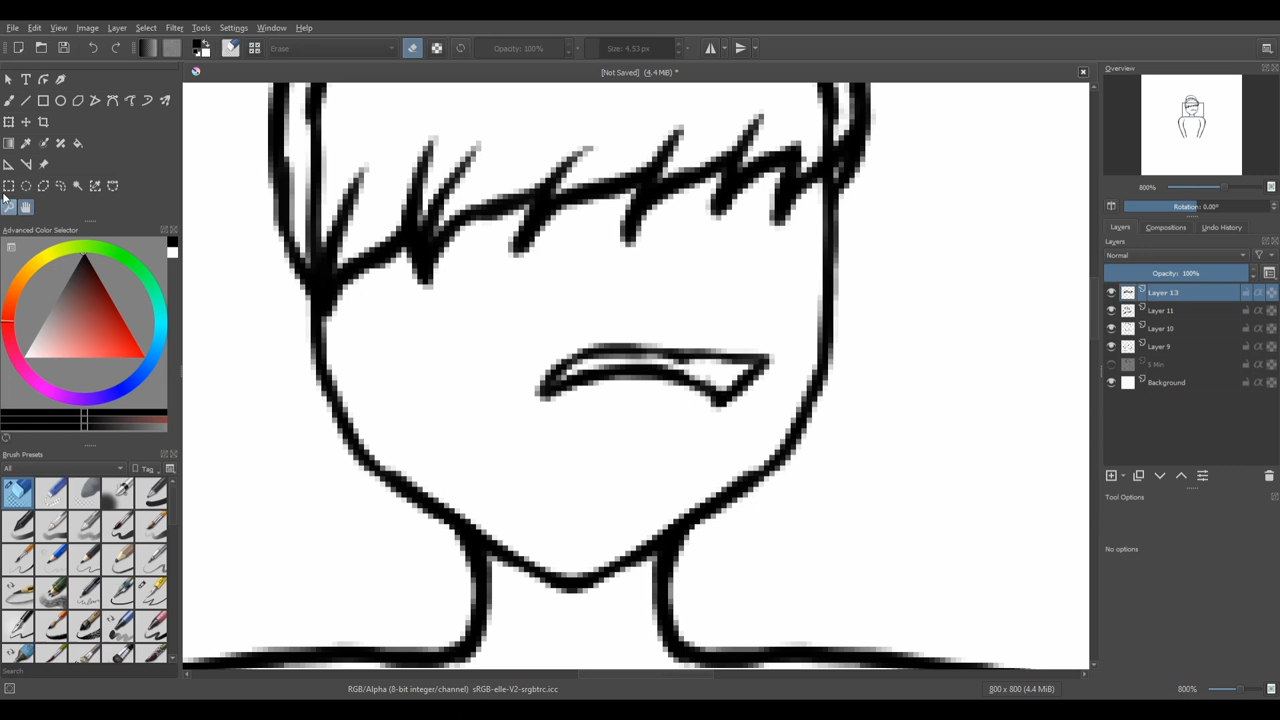 File Edit View Image Layer Select Filter Tools Settings Window Help
Erase Opacity: 100% Size: 4.53 px
[Not Saved] (4.4 MiB) *
Overview
800%
Rotation: 0.00°
Advanced Color Selector
Layers Compositions Undo History
Layers
Normal
Opacity: 100%
Layer 13
Layer 11
Layer 10
Layer 9
5 Min
Background
Tool Options
No options
Brush Presets
All Tag
Search
RGB/Alpha (8-bit integer/channel) sRGB-elle-V2-srgbtrc.icc 800 x 800 (4.4 MiB) 800%